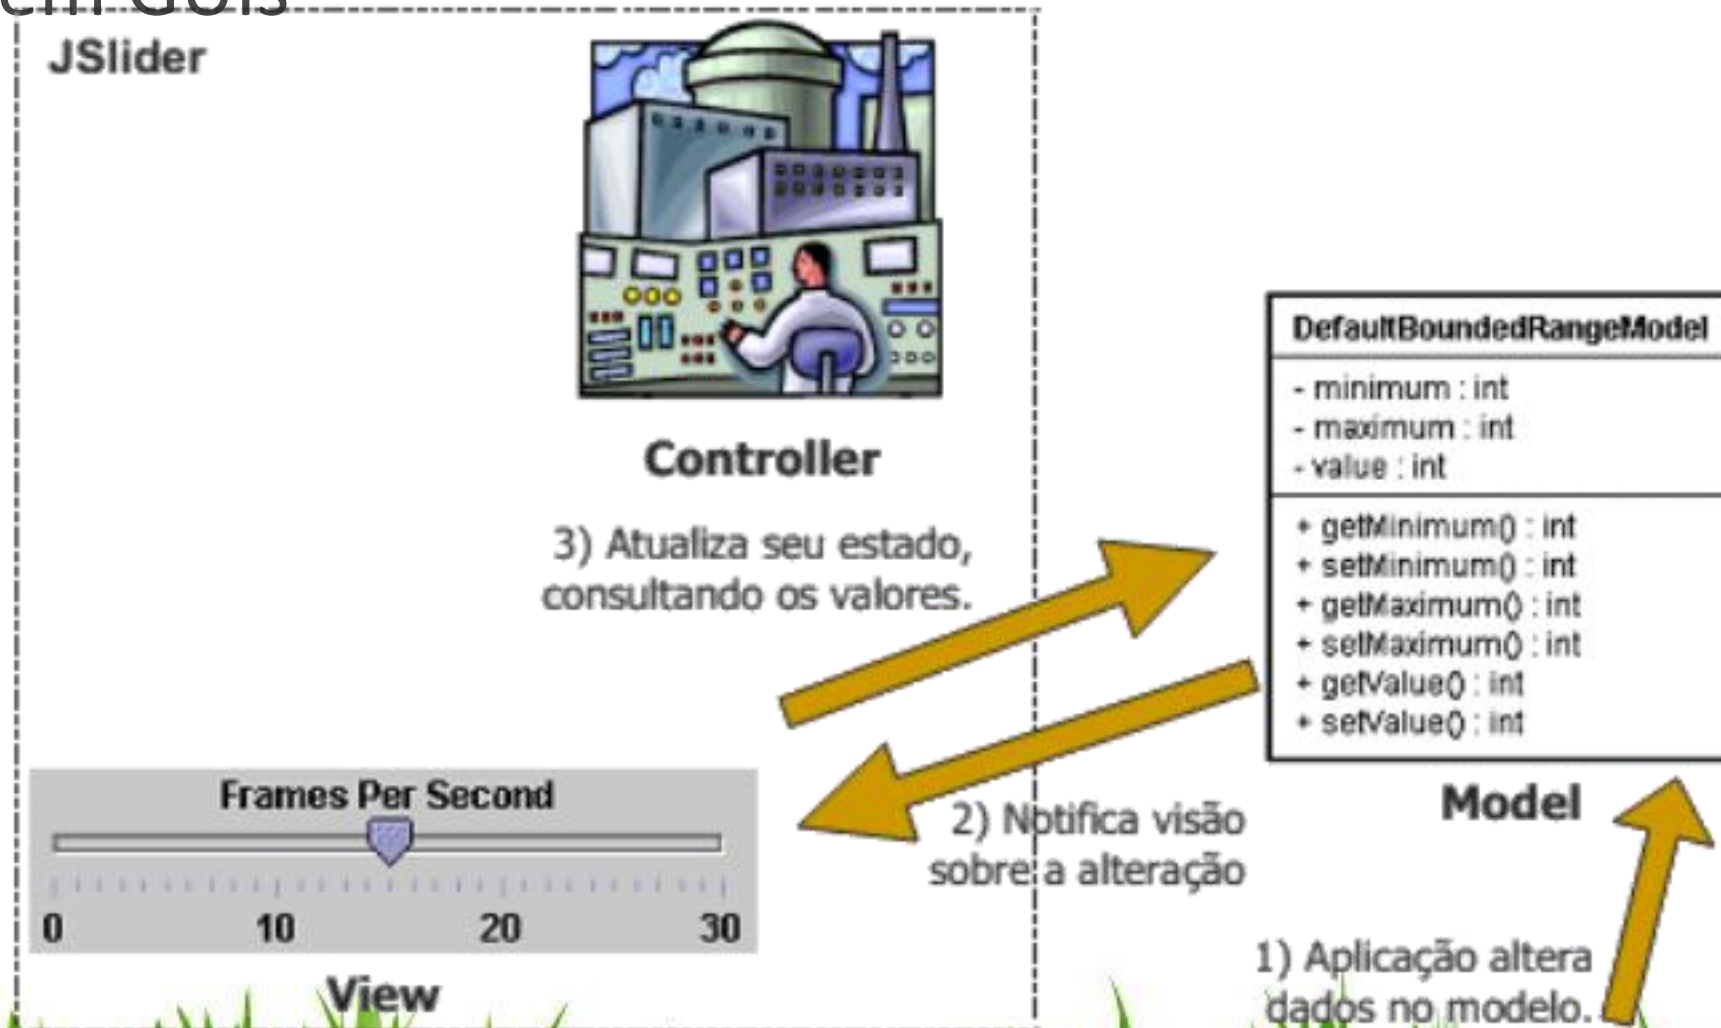 em GUIs
JSlider
Controller
3) Atualiza seu estado,
consultando os valores.
DefaultBoundedRangeModel
- minimum : int
- maximum : int
- value : int
+ getMinimum() : int
+ setMinimum() : int
+ getMaximum() : int
+ setMaximum() : int
+ getValue() : int
+ setValue() : int
Model
Frames Per Second
0 10 20 30
View
2) Notifica visão
sobre a alteração
1) Aplicação altera
dados no modelo.